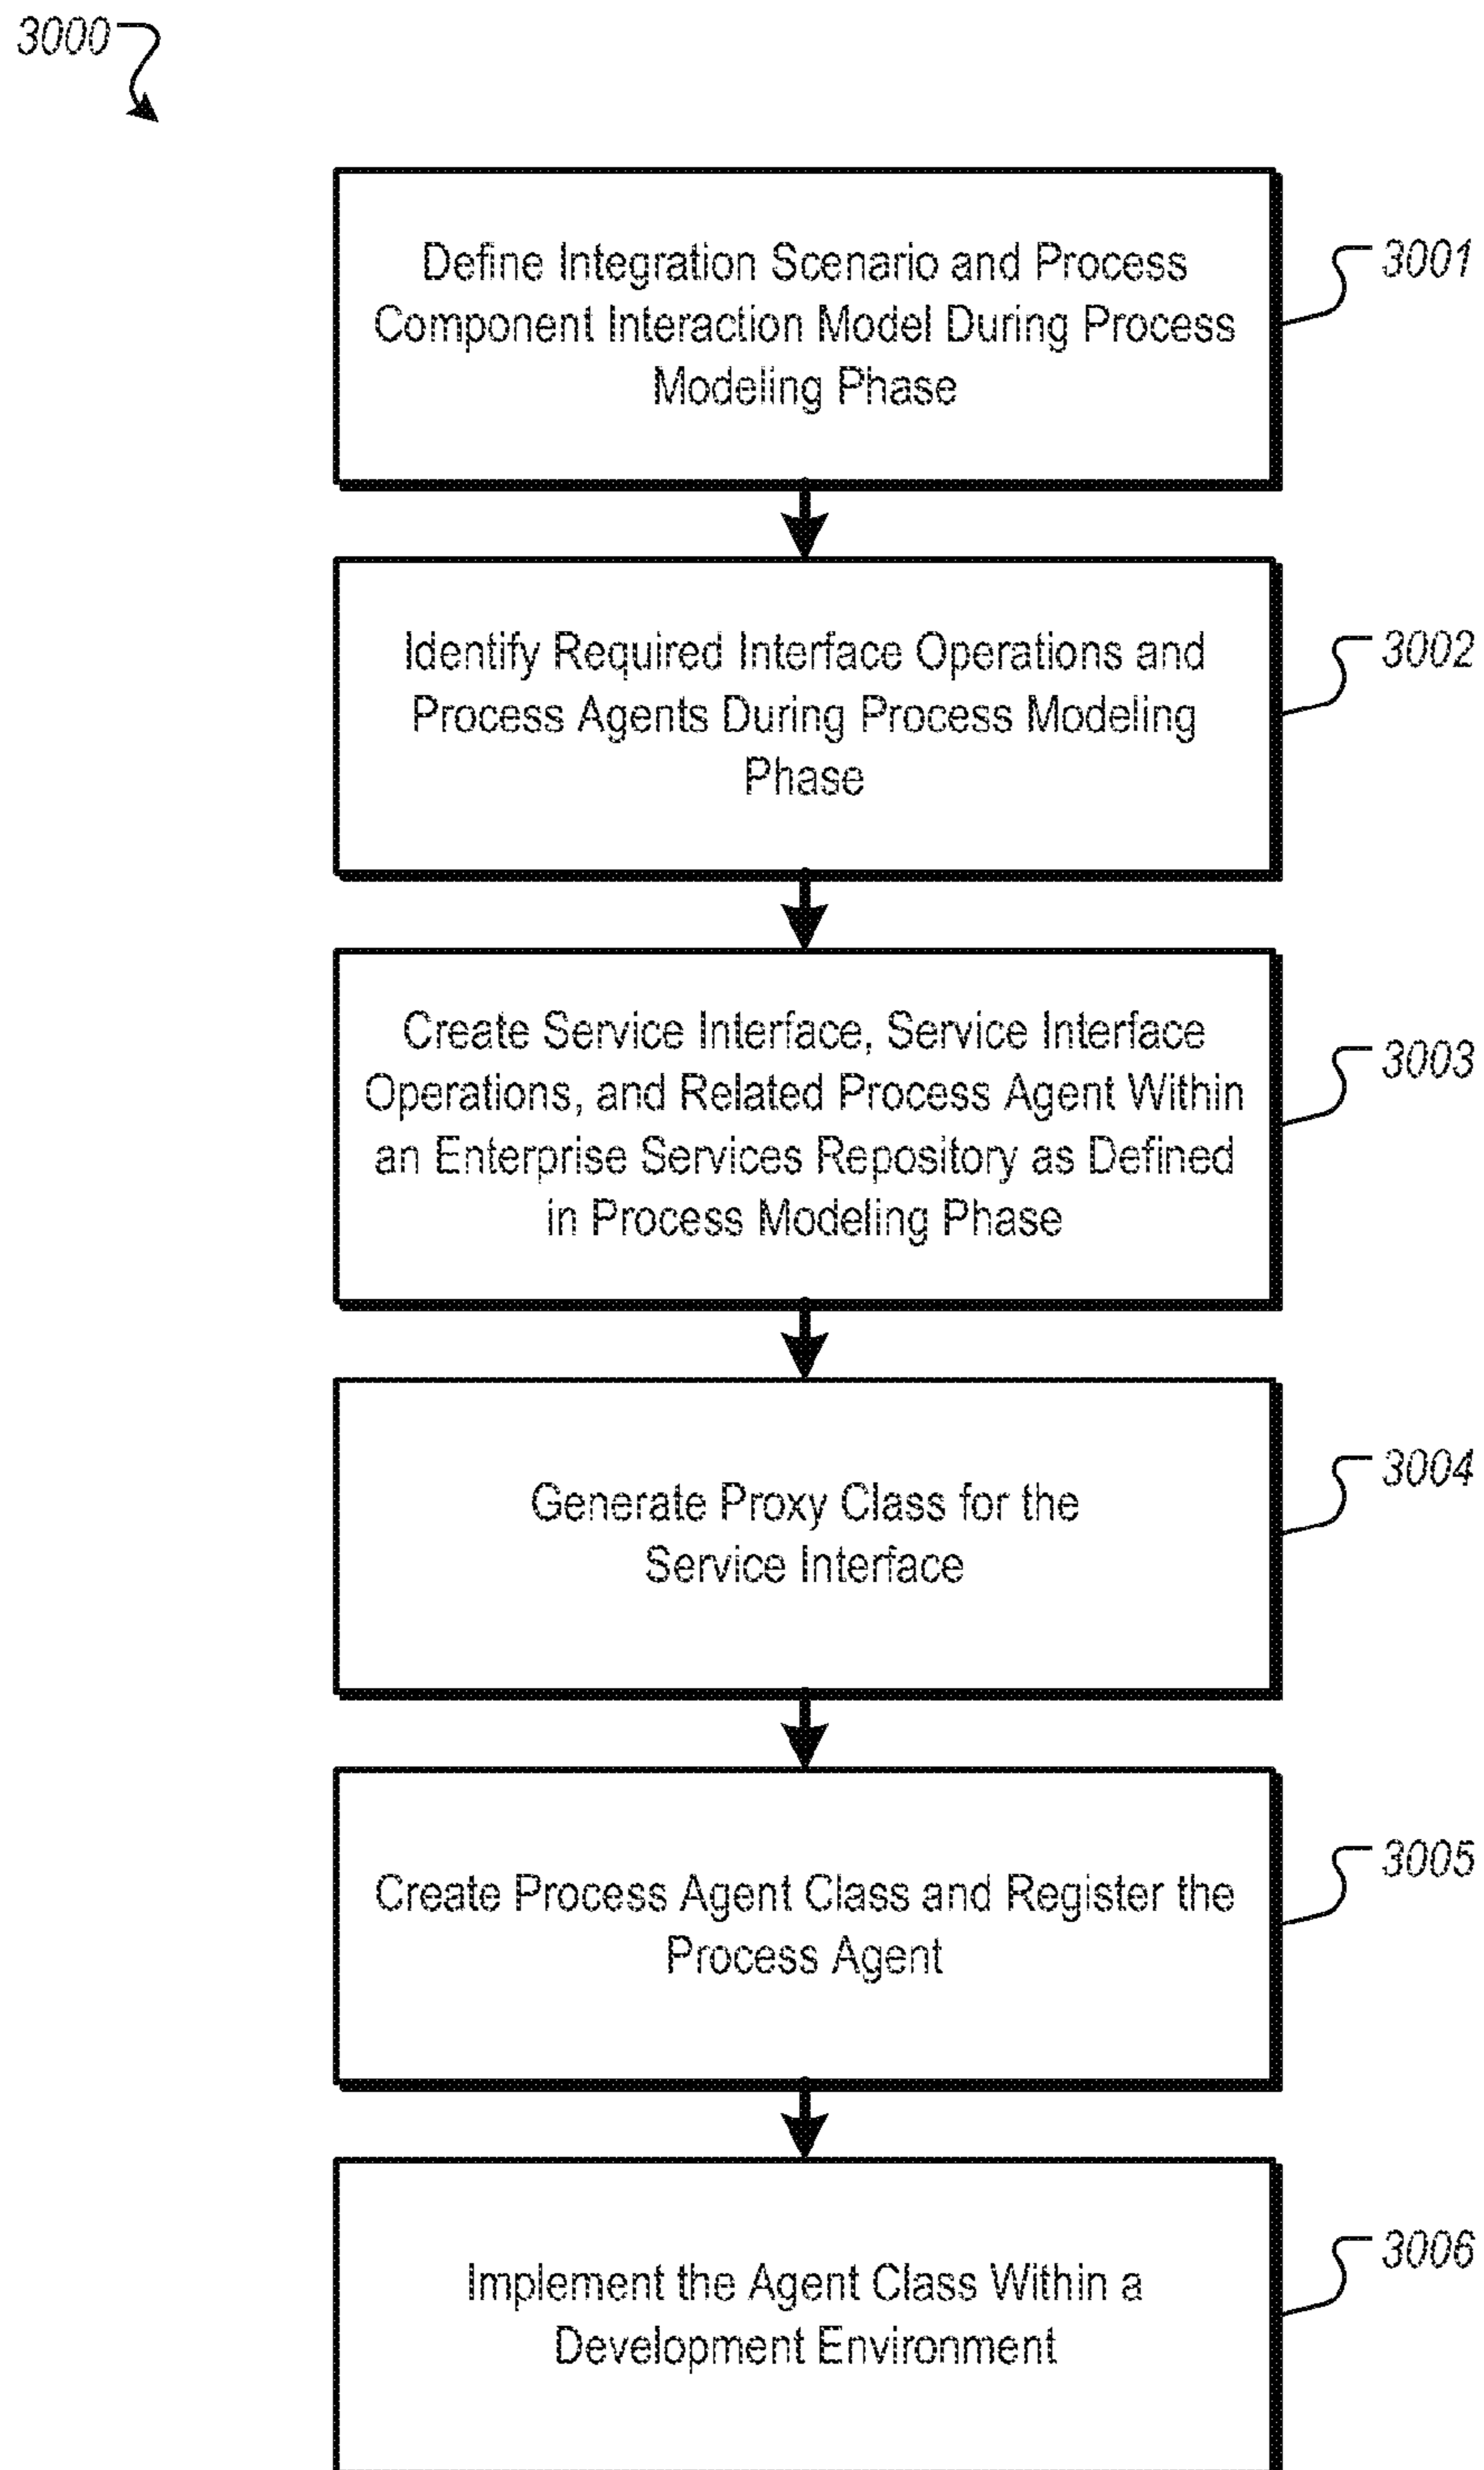 3000
Define Integration Scenario and Process
Component Interaction Model During Process
Modeling Phase
3001
Identify Required Interface Operations and
Process Agents During Process Modeling
Phase
3002
Create Service Interface, Service Interface
Operations, and Related Process Agent Within
an Enterprise Services Repository as Defined
in Process Modeling Phase
3003
Generate Proxy Class for the
Service Interface
3004
Create Process Agent Class and Register the
Process Agent
3005
Implement the Agent Class Within a
Development Environment
3006